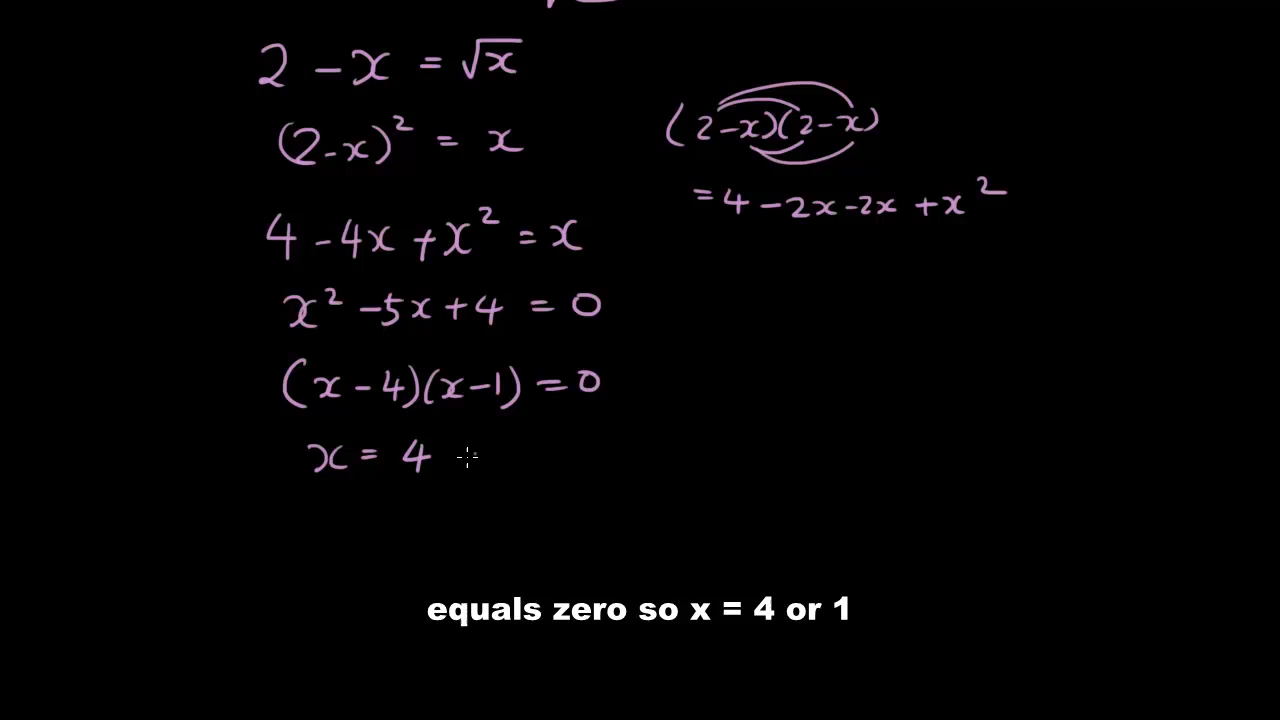 2 - x = √x
(2-x)² = x
(2-x)(2-x)
= 4 - 2x - 2x + x²
4 - 4x + x² = x
x² - 5x + 4 = 0
(x - 4)(x - 1) = 0
x = 4
equals zero so x = 4 or 1